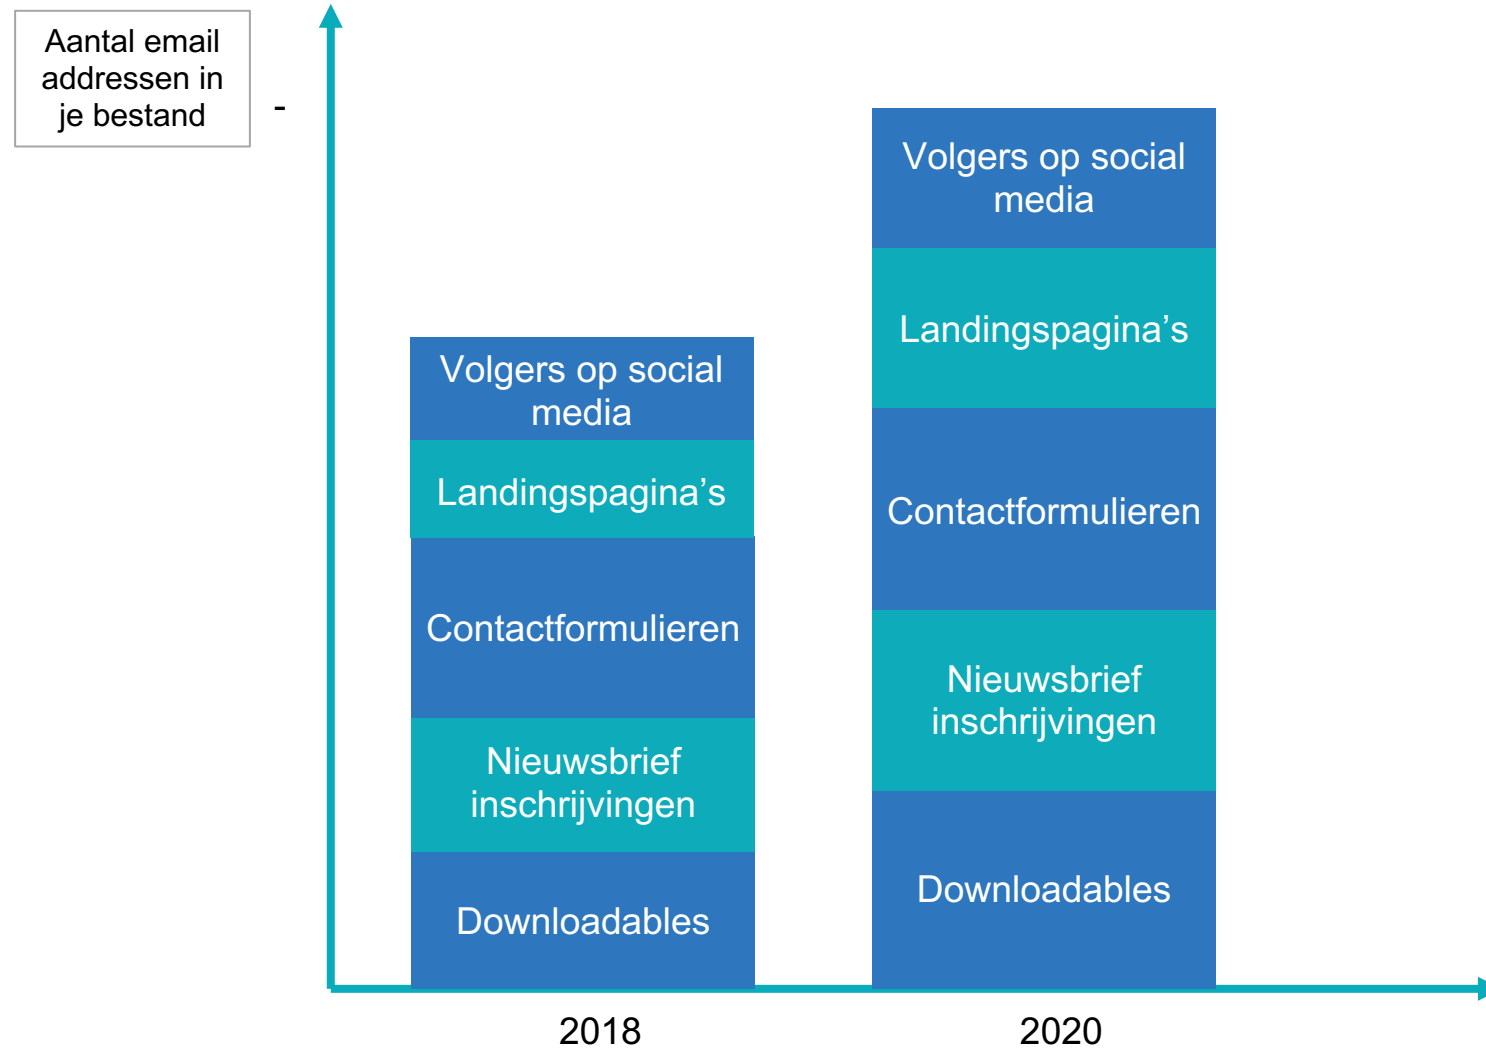 Aantal email
addressen in
je bestand
-
Volgers op social
media
Landingspagina’s
Contactformulieren
Nieuwsbrief
inschrijvingen
Downloadables
2018
Volgers op social
media
Landingspagina’s
Contactformulieren
Nieuwsbrief
inschrijvingen
Downloadables
2020